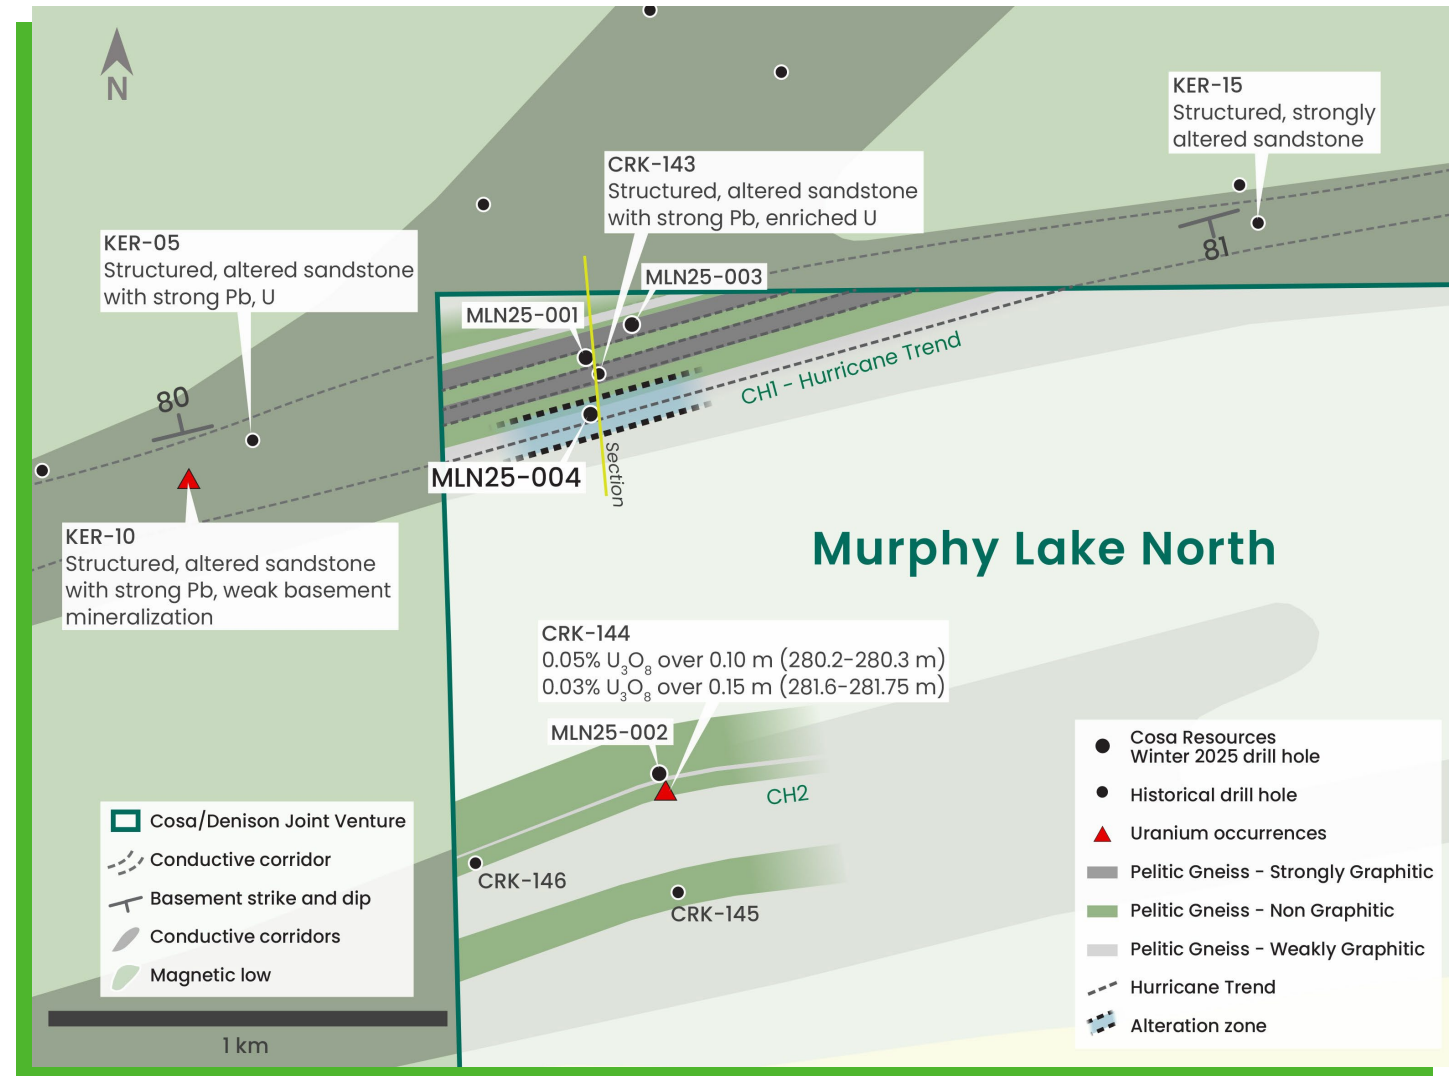 N
KER-15
Structured, strongly
altered sandstone
CRK-143
Structured, altered sandstone
with strong Pb, enriched U
KER-05
Structured, altered sandstone
with strong Pb, U
81
MLN25-003
MLN25-001
CH1 - Hurricane Trend
80
Section
MLN25-004
KER-10
Structured, altered sandstone
with strong Pb, weak basement
mineralization
Murphy Lake North
CRK-144
0.05% U₃O₈ over 0.10 m (280.2-280.3 m)
0.03% U₃O₈ over 0.15 m (281.6-281.75 m)
MLN25-002
CH2
CRK-146
CRK-145
Cosa/Denison Joint Venture
Conductive corridor
Basement strike and dip
Conductive corridors
Magnetic low
1 km
Cosa Resources
Winter 2025 drill hole
Historical drill hole
Uranium occurrences
Pelitic Gneiss - Strongly Graphitic
Pelitic Gneiss - Non Graphitic
Pelitic Gneiss - Weakly Graphitic
Hurricane Trend
Alteration zone